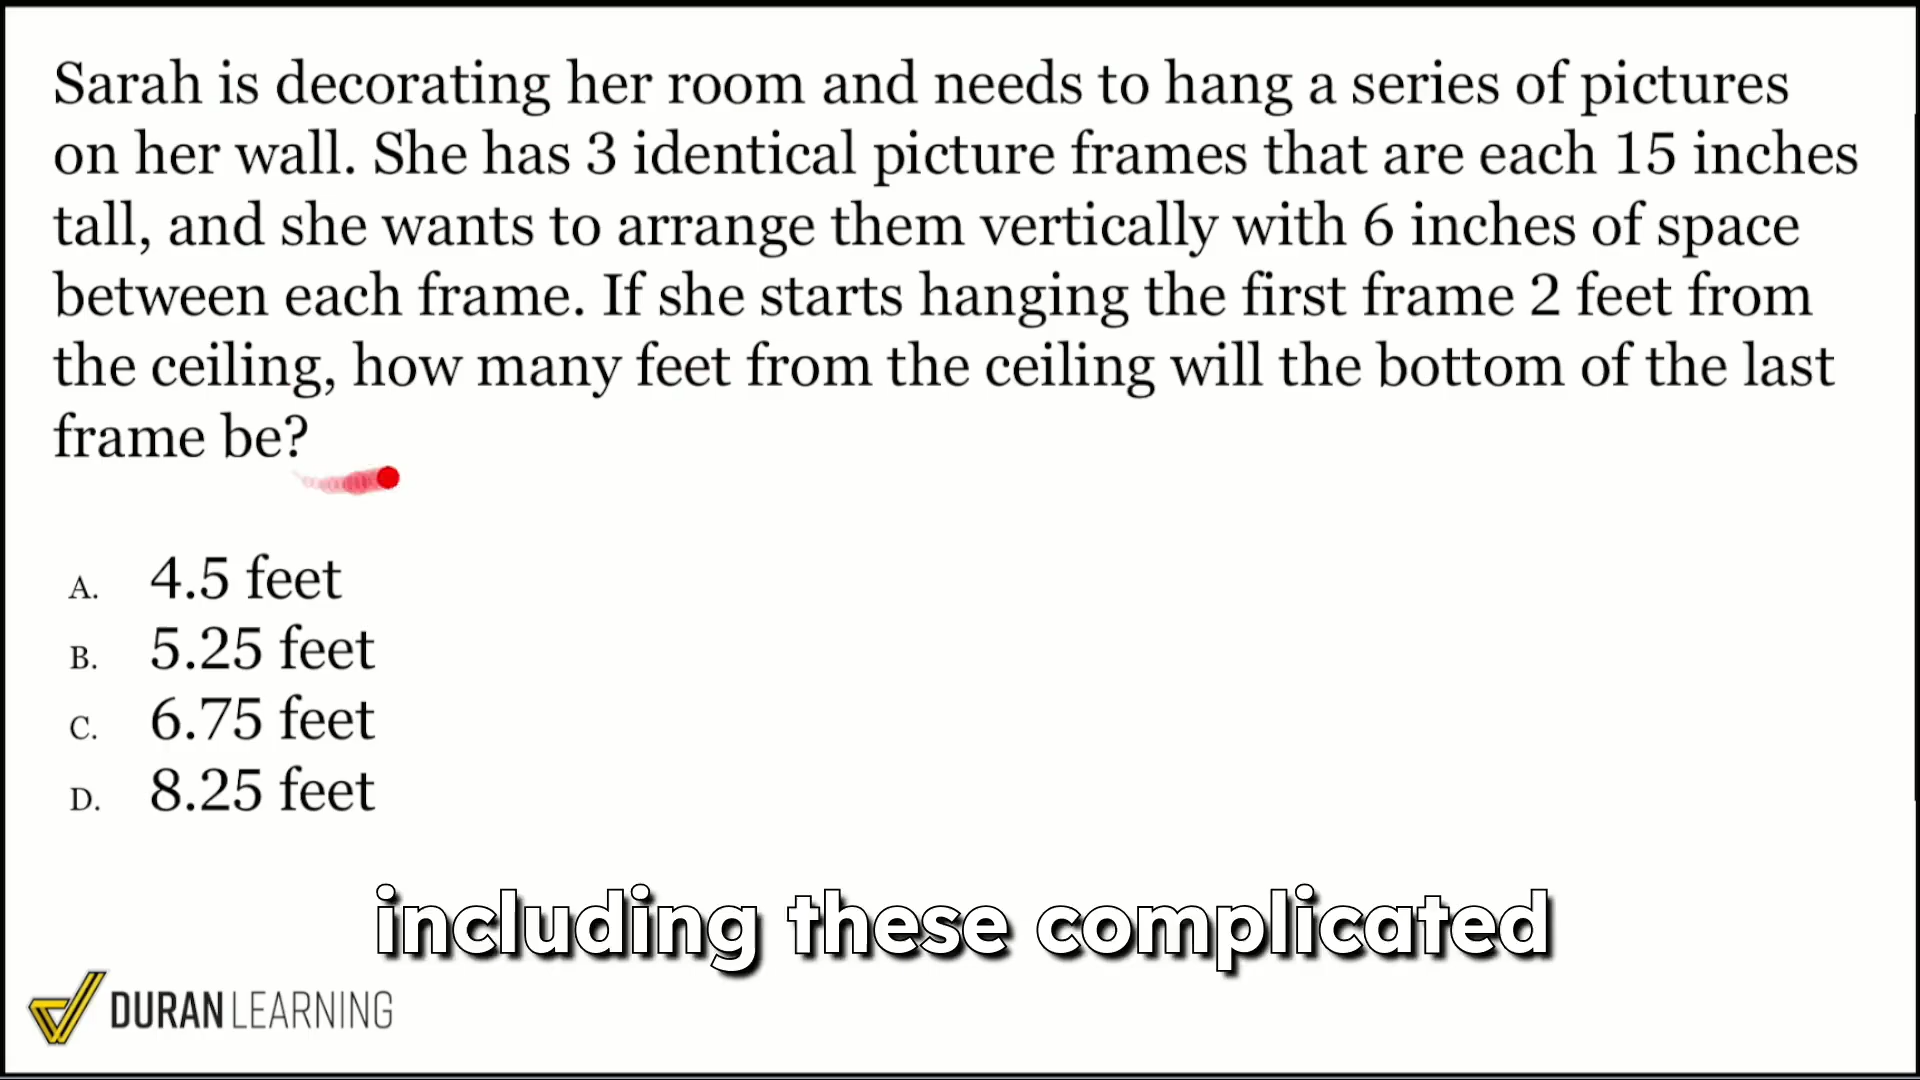 Sarah is decorating her room and needs to hang a series of pictures
on her wall. She has 3 identical picture frames that are each 15 inches
tall, and she wants to arrange them vertically with 6 inches of space
between each frame. If she starts hanging the first frame 2 feet from
the ceiling, how many feet from the ceiling will the bottom of the last
frame be?
A. 4.5 feet
B. 5.25 feet
C. 6.75 feet
D. 8.25 feet
including these complicated
DURAN LEARNING